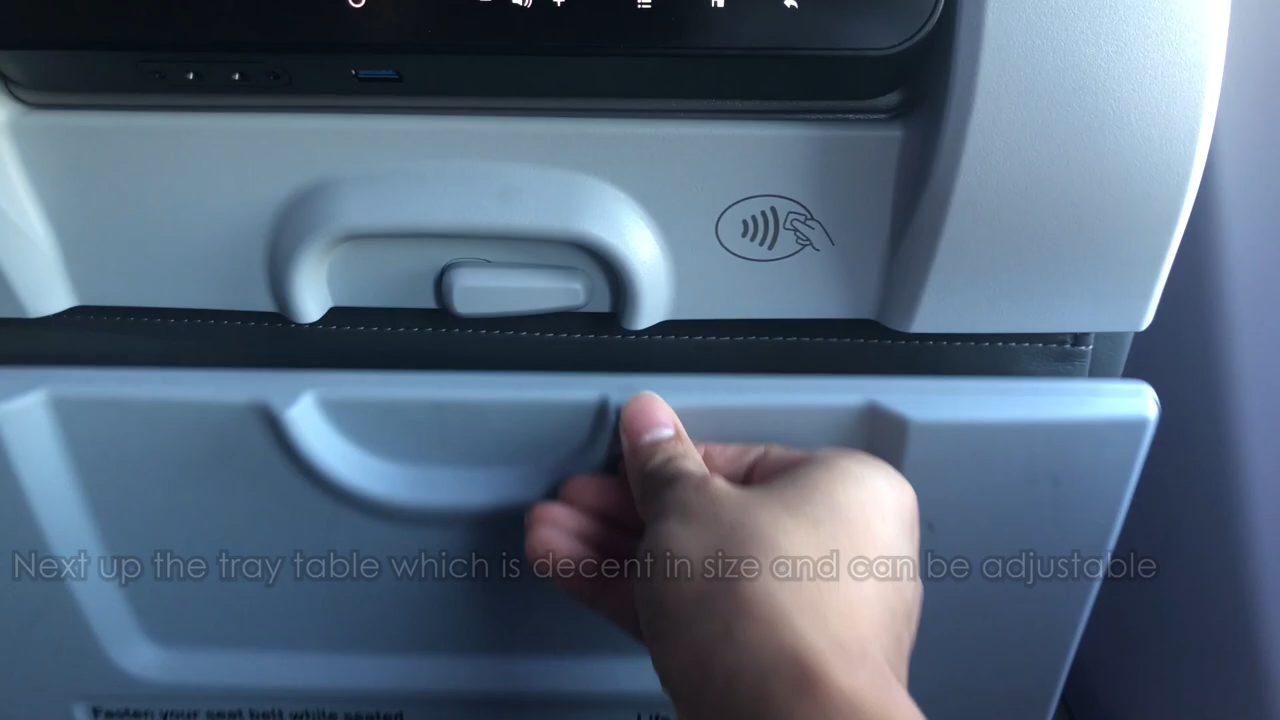 Next up the tray table which is decent in size and can be adjustable
Fasten your seat belt while seated